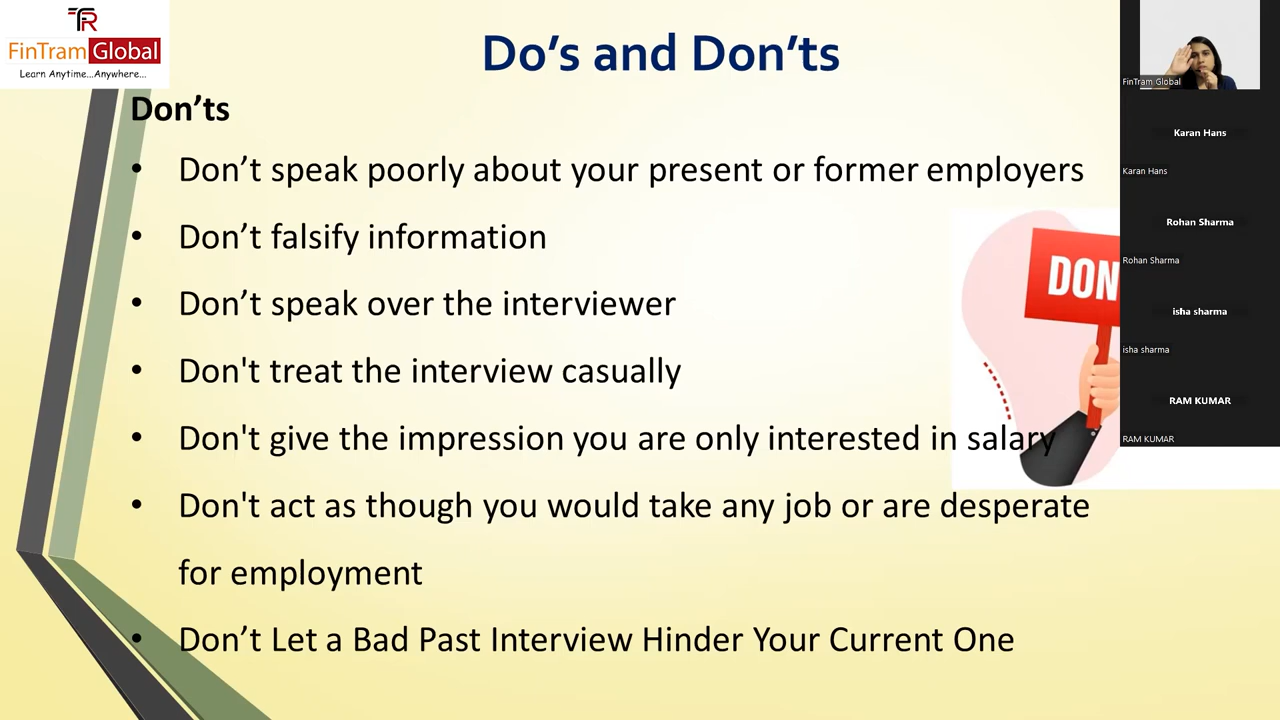 TR
FinTram Global
Learn Anytime...Anywhere...
Do's and Don'ts
Don'ts
• Don't speak poorly about your present or former employers
• Don't falsify information
• Don't speak over the interviewer
• Don't treat the interview casually
• Don't give the impression you are only interested in salary
• Don't act as though you would take any job or are desperate
for employment
• Don't Let a Bad Past Interview Hinder Your Current One
DON
FinTram Global
Karan Hans
Karan Hans
Rohan Sharma
Rohan Sharma
isha sharma
isha sharma
RAM KUMAR
RAM KUMAR